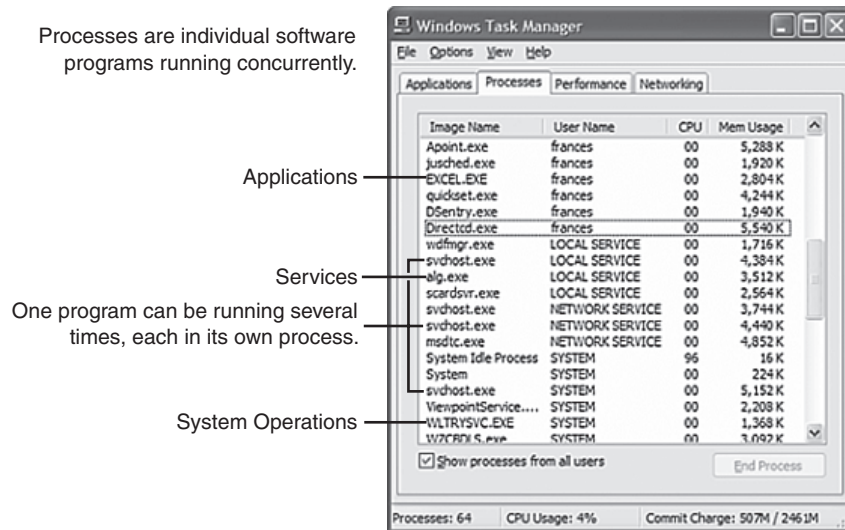 Processes are individual software
programs running concurrently.
Applications
Services
One program can be running several
times, each in its own process.
System Operations
Windows Task Manager
File Options View Help
Applications Processes Performance Networking
Image Name User Name CPU Mem Usage
Apoint.exe frances 00 5,288 K
jusched.exe frances 00 1,920 K
EXCEL.EXE frances 00 2,804 K
quickset.exe frances 00 4,244 K
DSentry.exe frances 00 1,940 K
Directcd.exe frances 00 5,540 K
wdfmgr.exe LOCAL SERVICE 00 1,716 K
svchost.exe LOCAL SERVICE 00 4,384 K
alg.exe LOCAL SERVICE 00 3,512 K
scardsvr.exe LOCAL SERVICE 00 2,564 K
svchost.exe NETWORK SERVICE 00 3,744 K
svchost.exe NETWORK SERVICE 00 4,440 K
msdtc.exe NETWORK SERVICE 00 4,852 K
System Idle Process SYSTEM 96 16 K
System SYSTEM 00 224 K
svchost.exe SYSTEM 00 5,152 K
ViewpointService.... SYSTEM 00 2,208 K
WLTRYSVC.EXE SYSTEM 00 1,368 K
WZCBDLS.exe SYSTEM 00 3,092 K
Show processes from all users
End Process
Processes: 64 CPU Usage: 4% Commit Charge: 507M / 2461M